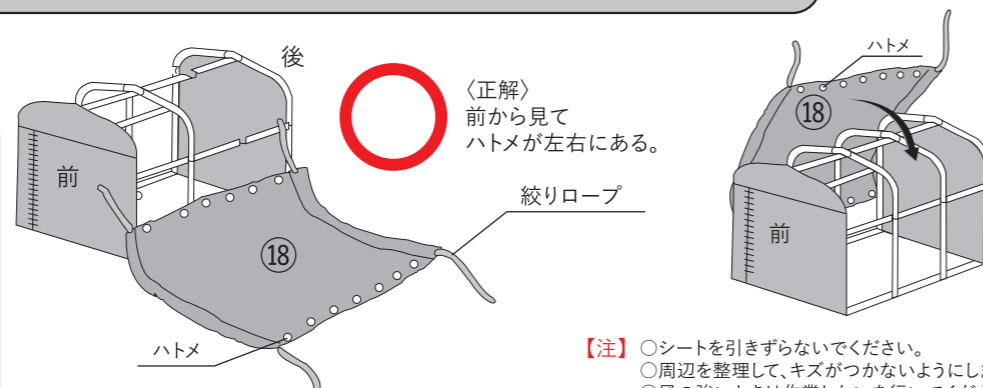 後
〈正解〉
前から見て
ハトメが左右にある。
前
⑱
絞りロープ
ハトメ
ハトメ
⑱
前
【注】○シートを引きずらないでください。
○周辺を整理して、キズがつかないようにしま